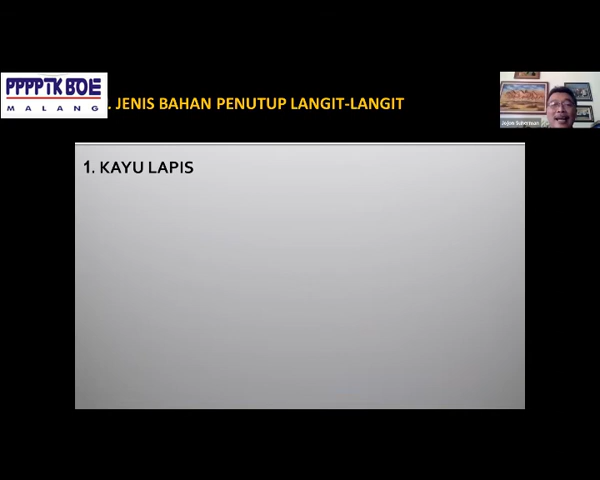 PPPPTK BOE
MALANG
. JENIS BAHAN PENUTUP LANGIT-LANGIT
1. KAYU LAPIS